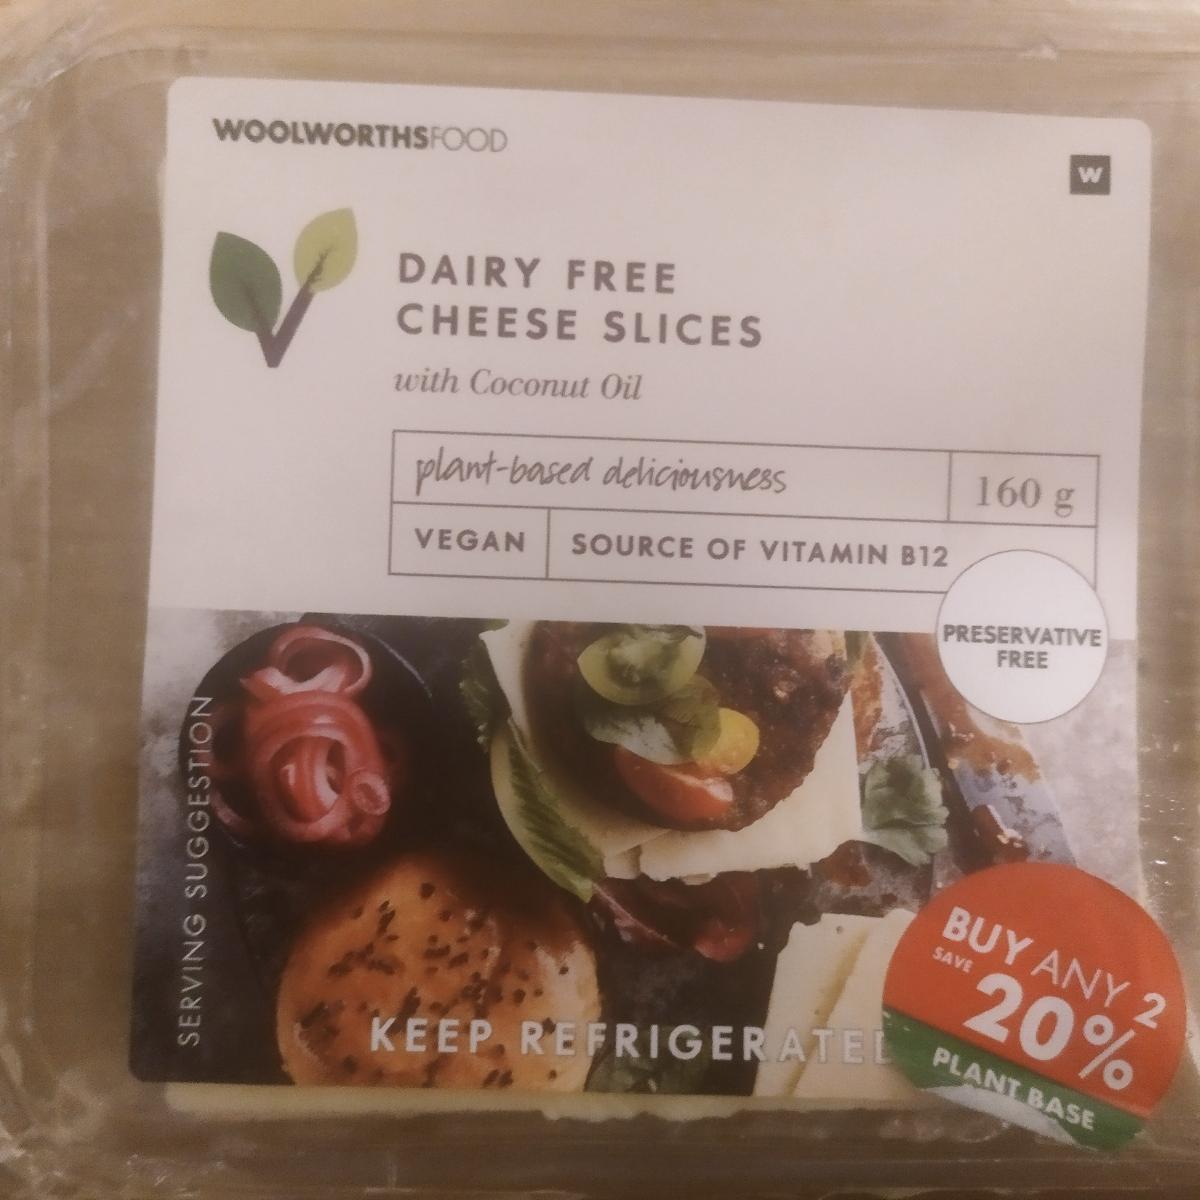 WOOLWORTHSFOOD
W
DAIRY FREE
CHEESE SLICES
with Coconut Oil
plant-based deliciousness
160 g
VEGAN
SOURCE OF VITAMIN B12
PRESERVATIVE
FREE
SERVING SUGGESTION
KEEP REFRIGERATED
BUY ANY 2
SAVE
20%
PLANT BASE